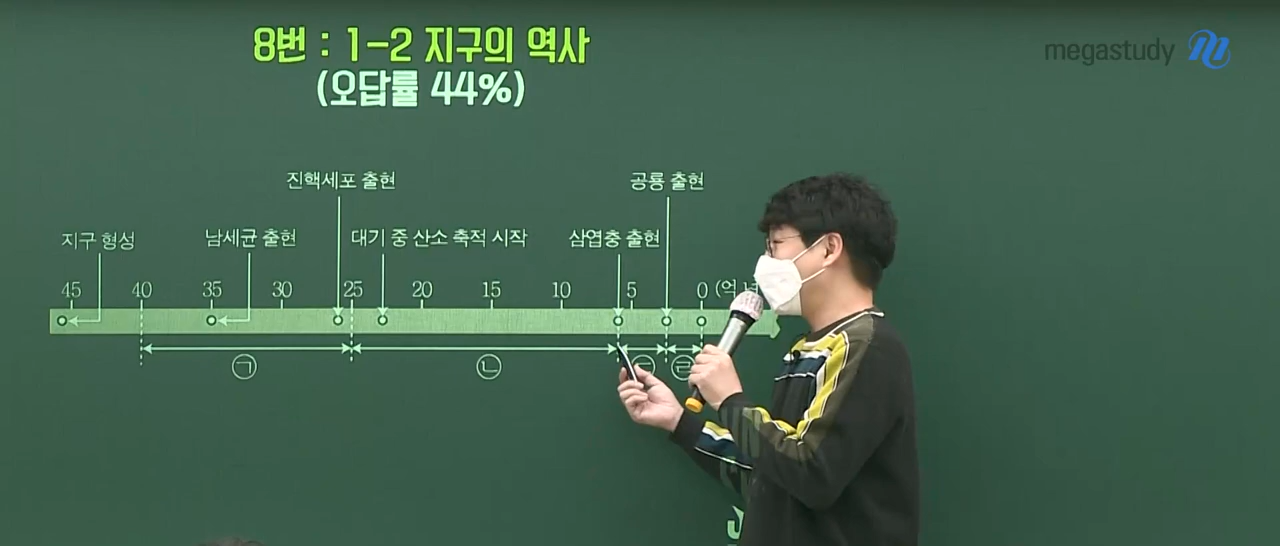 8번 : 1-2 지구의 역사
(오답률 44%)
megastudy
진핵세포 출현
공룡 출현
지구 형성
남세균 출현
대기 중 산소 축적 시작
삼엽충 출현
45 40 35 30 25 20 15 10 5 0 (억
㉠ ㉡ ㉢ ㉣